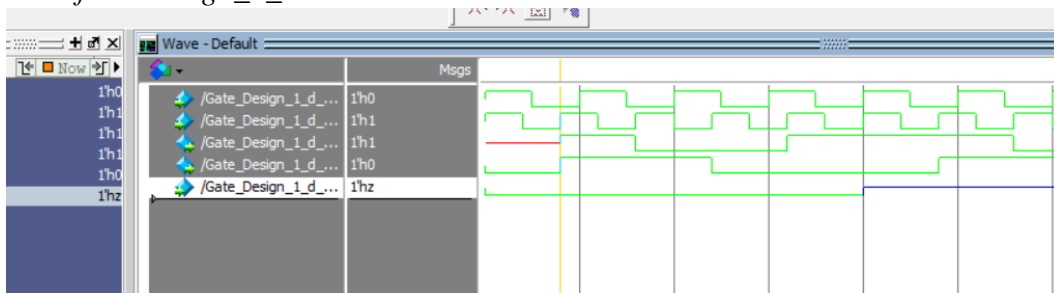 Wave - Default
Now
Msgs
1'h0
1'h1
1'h1
1'h1
1'h0
1'hz
/Gate_Design_1_d_... 1'h0
/Gate_Design_1_d_... 1'h1
/Gate_Design_1_d_... 1'h1
/Gate_Design_1_d_... 1'h0
/Gate_Design_1_d_... 1'hz